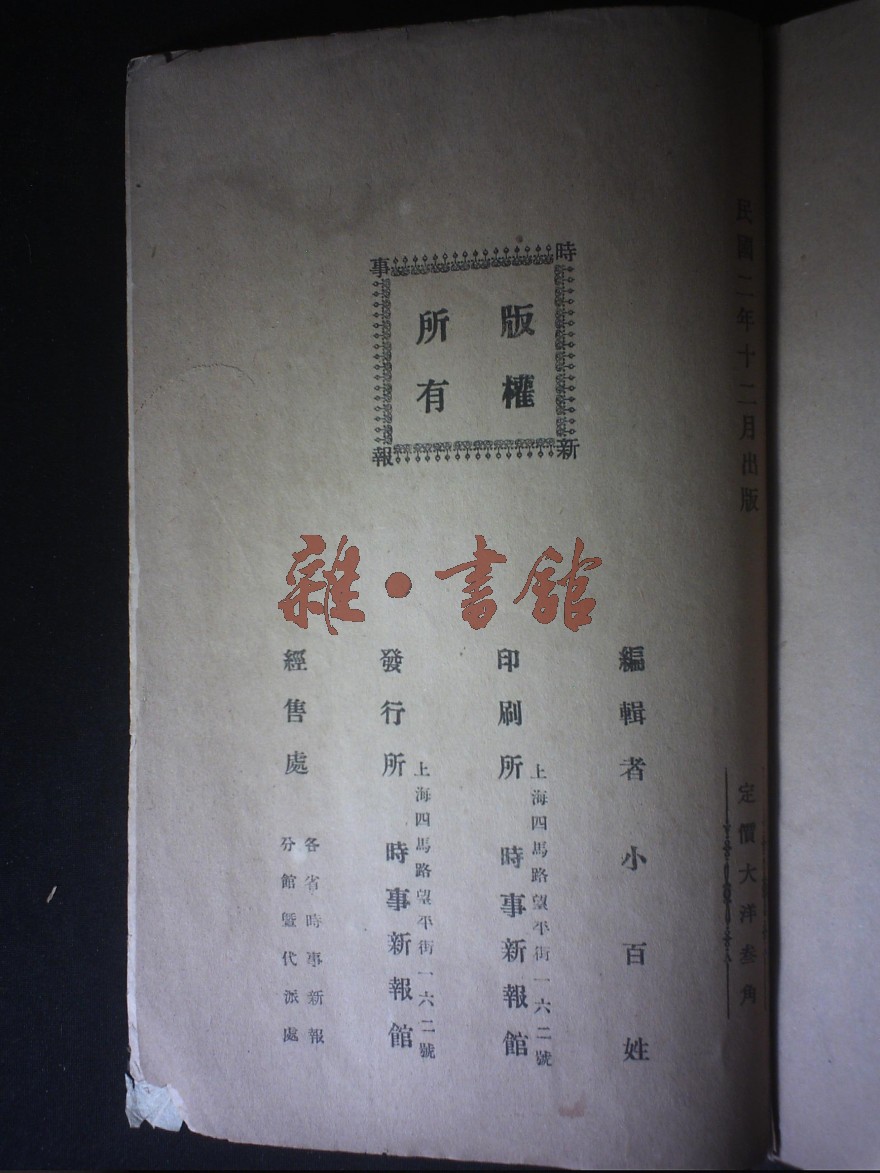 民國二年十二月出版
定價大洋叁角
時事新報
版權
所有
雜·書館
編輯者 小百姓
上海四馬路望平街一六二號
印刷所 時事新報館
上海四馬路望平街一六二號
發行所 時事新報館
經售處
各省時事新報
分館暨代派處